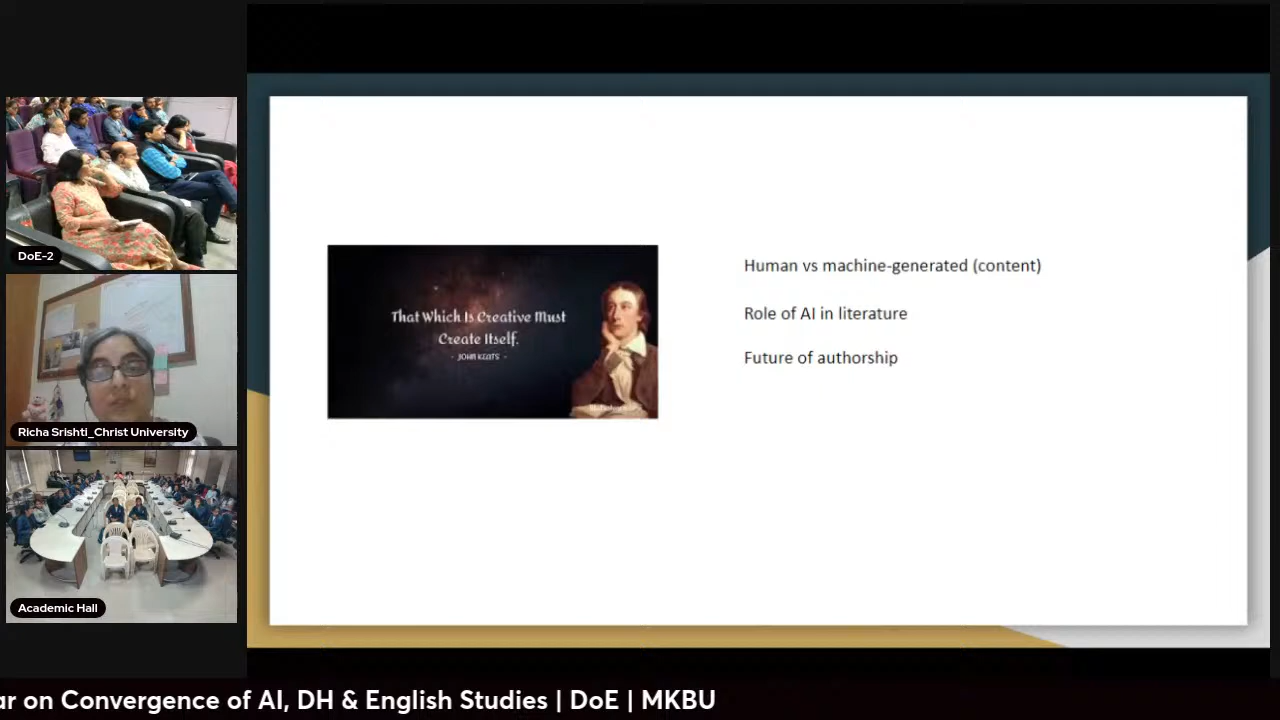 DoE-2
Richa Srishti_Christ University
Academic Hall
That Which Is Creative Must
Create Itself.
- JOHN KEATS -
Human vs machine-generated (content)
Role of AI in literature
Future of authorship
ar on Convergence of AI, DH & English Studies | DoE | MKBU